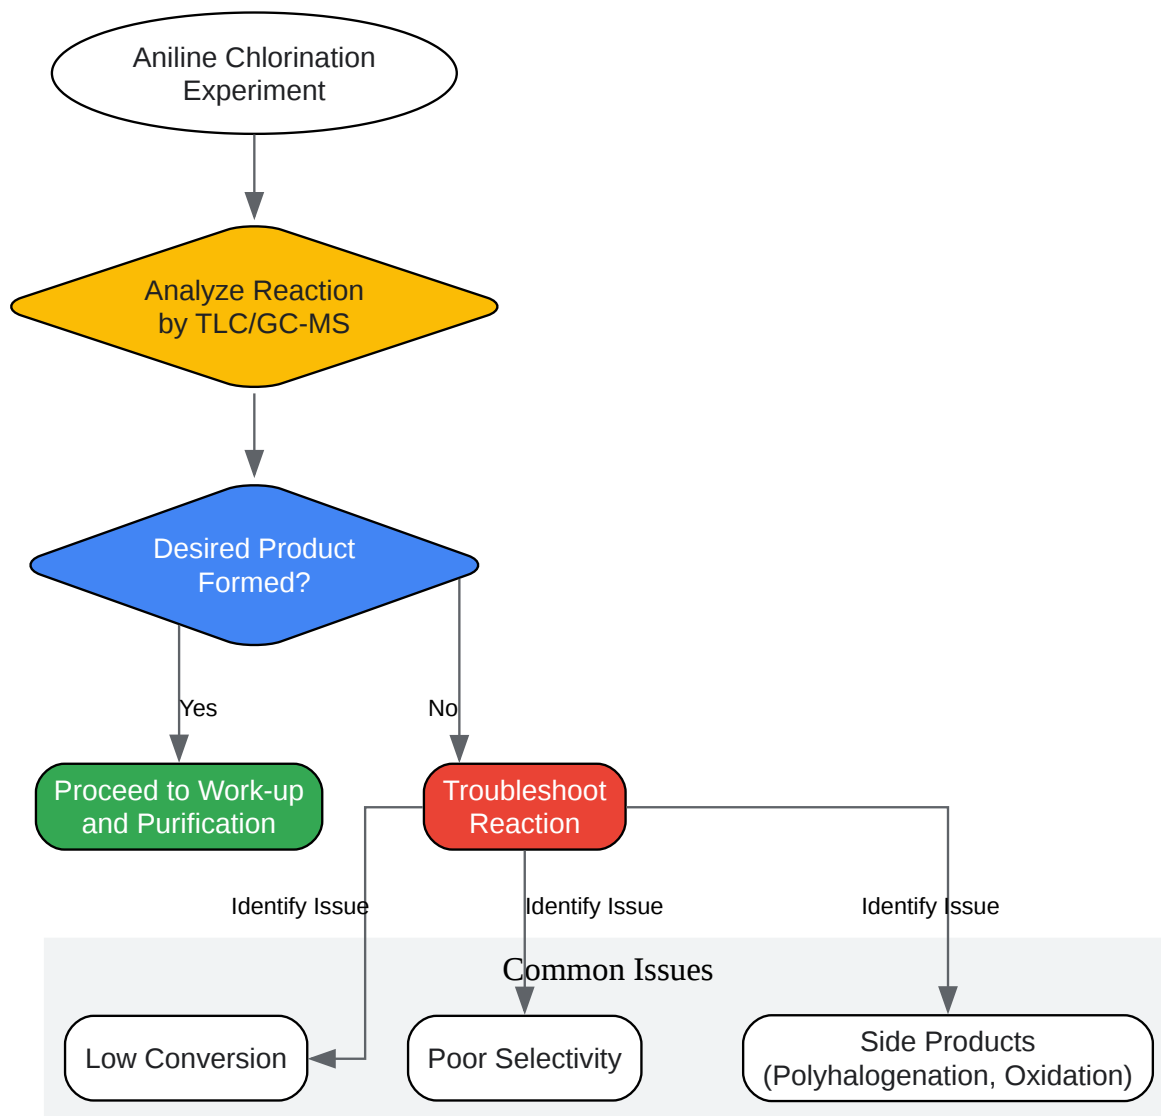 Aniline Chlorination
Experiment
Analyze Reaction
by TLC/GC-MS
Desired Product
Formed?
Yes
No
Proceed to Work-up
and Purification
Troubleshoot
Reaction
Identify Issue
Identify Issue
Identify Issue
Common Issues
Low Conversion
Poor Selectivity
Side Products
(Polyhalogenation, Oxidation)